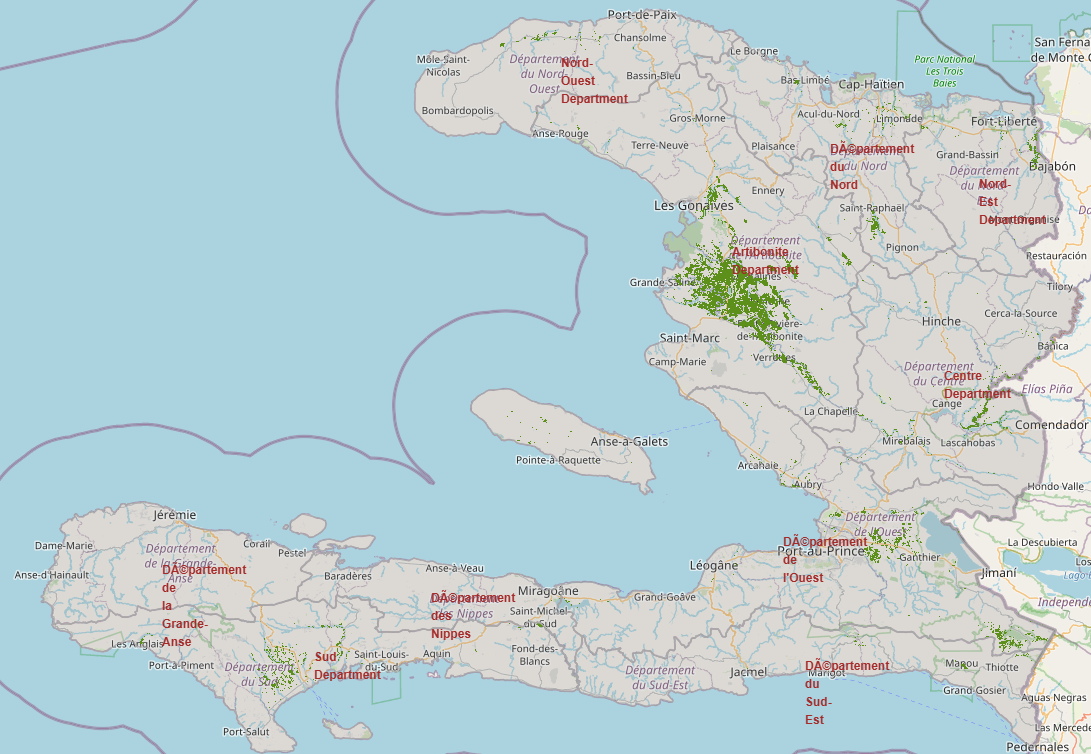 Port-de-Paix
Chansolme
Môle-Saint-
Nicolas
Département
du Nord
Ouest
Nord-
Ouest
Department
Bassin-Bleu
Le Borgne
Bas-Limbé
Cap-Haïtien
Parc National
Les Trois
Baies
San Ferna
de Monte C
Bombardopolis
Anse-Rouge
Gros-Morne
Terre-Neuve
Plaisance
Acul-du-Nord
Limonade
Fort-Liberté
DÃ©partement
du
Nord
du Nord
Grand-Bassin
Dajabón
Département
du Nord-
Nord-
Est
Department
Ennery
Les Gonaïves
Saint-Raphaël
Pignon
Restauración
Département
Artibonite
Department
Grande Saline
Tilory
Cerca-la-Source
Hinche
Saint-Marc
de-l'Artibonite
Bánica
Camp-Marie
Verrettes
Département
du Centre
Centre
Department
Elías Piña
Cange
La Chapelle
Comendador
Anse-a-Galets
Mirebalais
Lascahobas
Pointe-à-Raquette
Arcahaie
Aubry
Hondo Valle
Jérémie
Département
de l'Ouest
Dame-Marie
Corail
Pestel
DÃ©partement
de
l'Ouest
Port-au-Prince
Ganthier
La Descubierta
Los
Lago
Département
de la Grande-
Anse
DÃ©partement
de
la
Grande-
Anse
Anse-d'Hainault
Baradères
Anse-à-Veau
Léogâne
Jimaní
Miragoâne
Grand-Goâve
DÃ©partement
des
Nippes
des Nippes
Saint-Michel
du-Sud
Independ
Les Anglais
Port-à-Piment
Département
du Sud
Sud
Department
Saint-Louis-
du-Sud
Aquin
Fond-des-
Blancs
Département
du Sud-Est
Jacmel
DÃ©partement
du
Sud-
Est
Marigot
Mapou
Thiotte
Grand-Gosier
Aguas Negras
Port-Salut
Las Merced
Pedernales